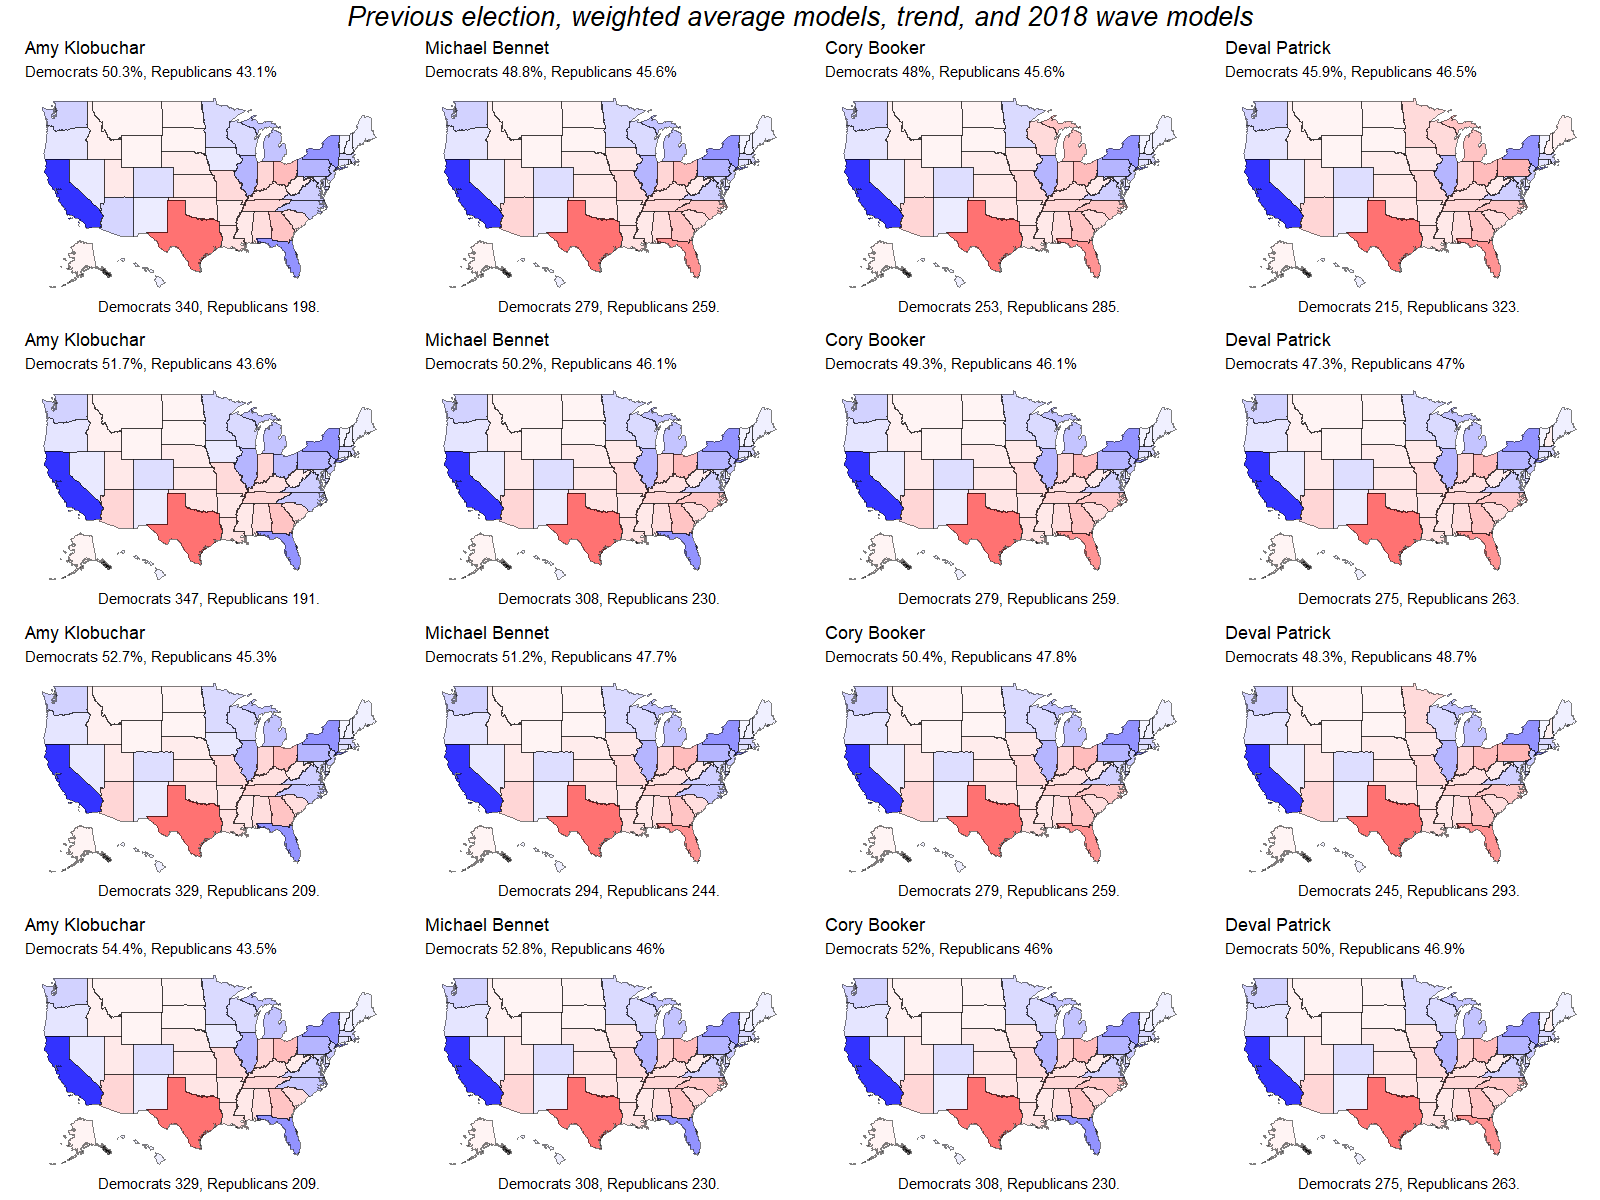 Previous election, weighted average models, trend, and 2018 wave models
Amy Klobuchar
Democrats 50.3%, Republicans 43.1%
Democrats 340, Republicans 198.
Michael Bennet
Democrats 48.8%, Republicans 45.6%
Democrats 279, Republicans 259.
Cory Booker
Democrats 48%, Republicans 45.6%
Democrats 253, Republicans 285.
Deval Patrick
Democrats 45.9%, Republicans 46.5%
Democrats 215, Republicans 323.
Amy Klobuchar
Democrats 51.7%, Republicans 43.6%
Democrats 347, Republicans 191.
Michael Bennet
Democrats 50.2%, Republicans 46.1%
Democrats 308, Republicans 230.
Cory Booker
Democrats 49.3%, Republicans 46.1%
Democrats 279, Republicans 259.
Deval Patrick
Democrats 47.3%, Republicans 47%
Democrats 275, Republicans 263.
Amy Klobuchar
Democrats 52.7%, Republicans 45.3%
Democrats 329, Republicans 209.
Michael Bennet
Democrats 51.2%, Republicans 47.7%
Democrats 294, Republicans 244.
Cory Booker
Democrats 50.4%, Republicans 47.8%
Democrats 279, Republicans 259.
Deval Patrick
Democrats 48.3%, Republicans 48.7%
Democrats 245, Republicans 293.
Amy Klobuchar
Democrats 54.4%, Republicans 43.5%
Democrats 329, Republicans 209.
Michael Bennet
Democrats 52.8%, Republicans 46%
Democrats 308, Republicans 230.
Cory Booker
Democrats 52%, Republicans 46%
Democrats 308, Republicans 230.
Deval Patrick
Democrats 50%, Republicans 46.9%
Democrats 275, Republicans 263.